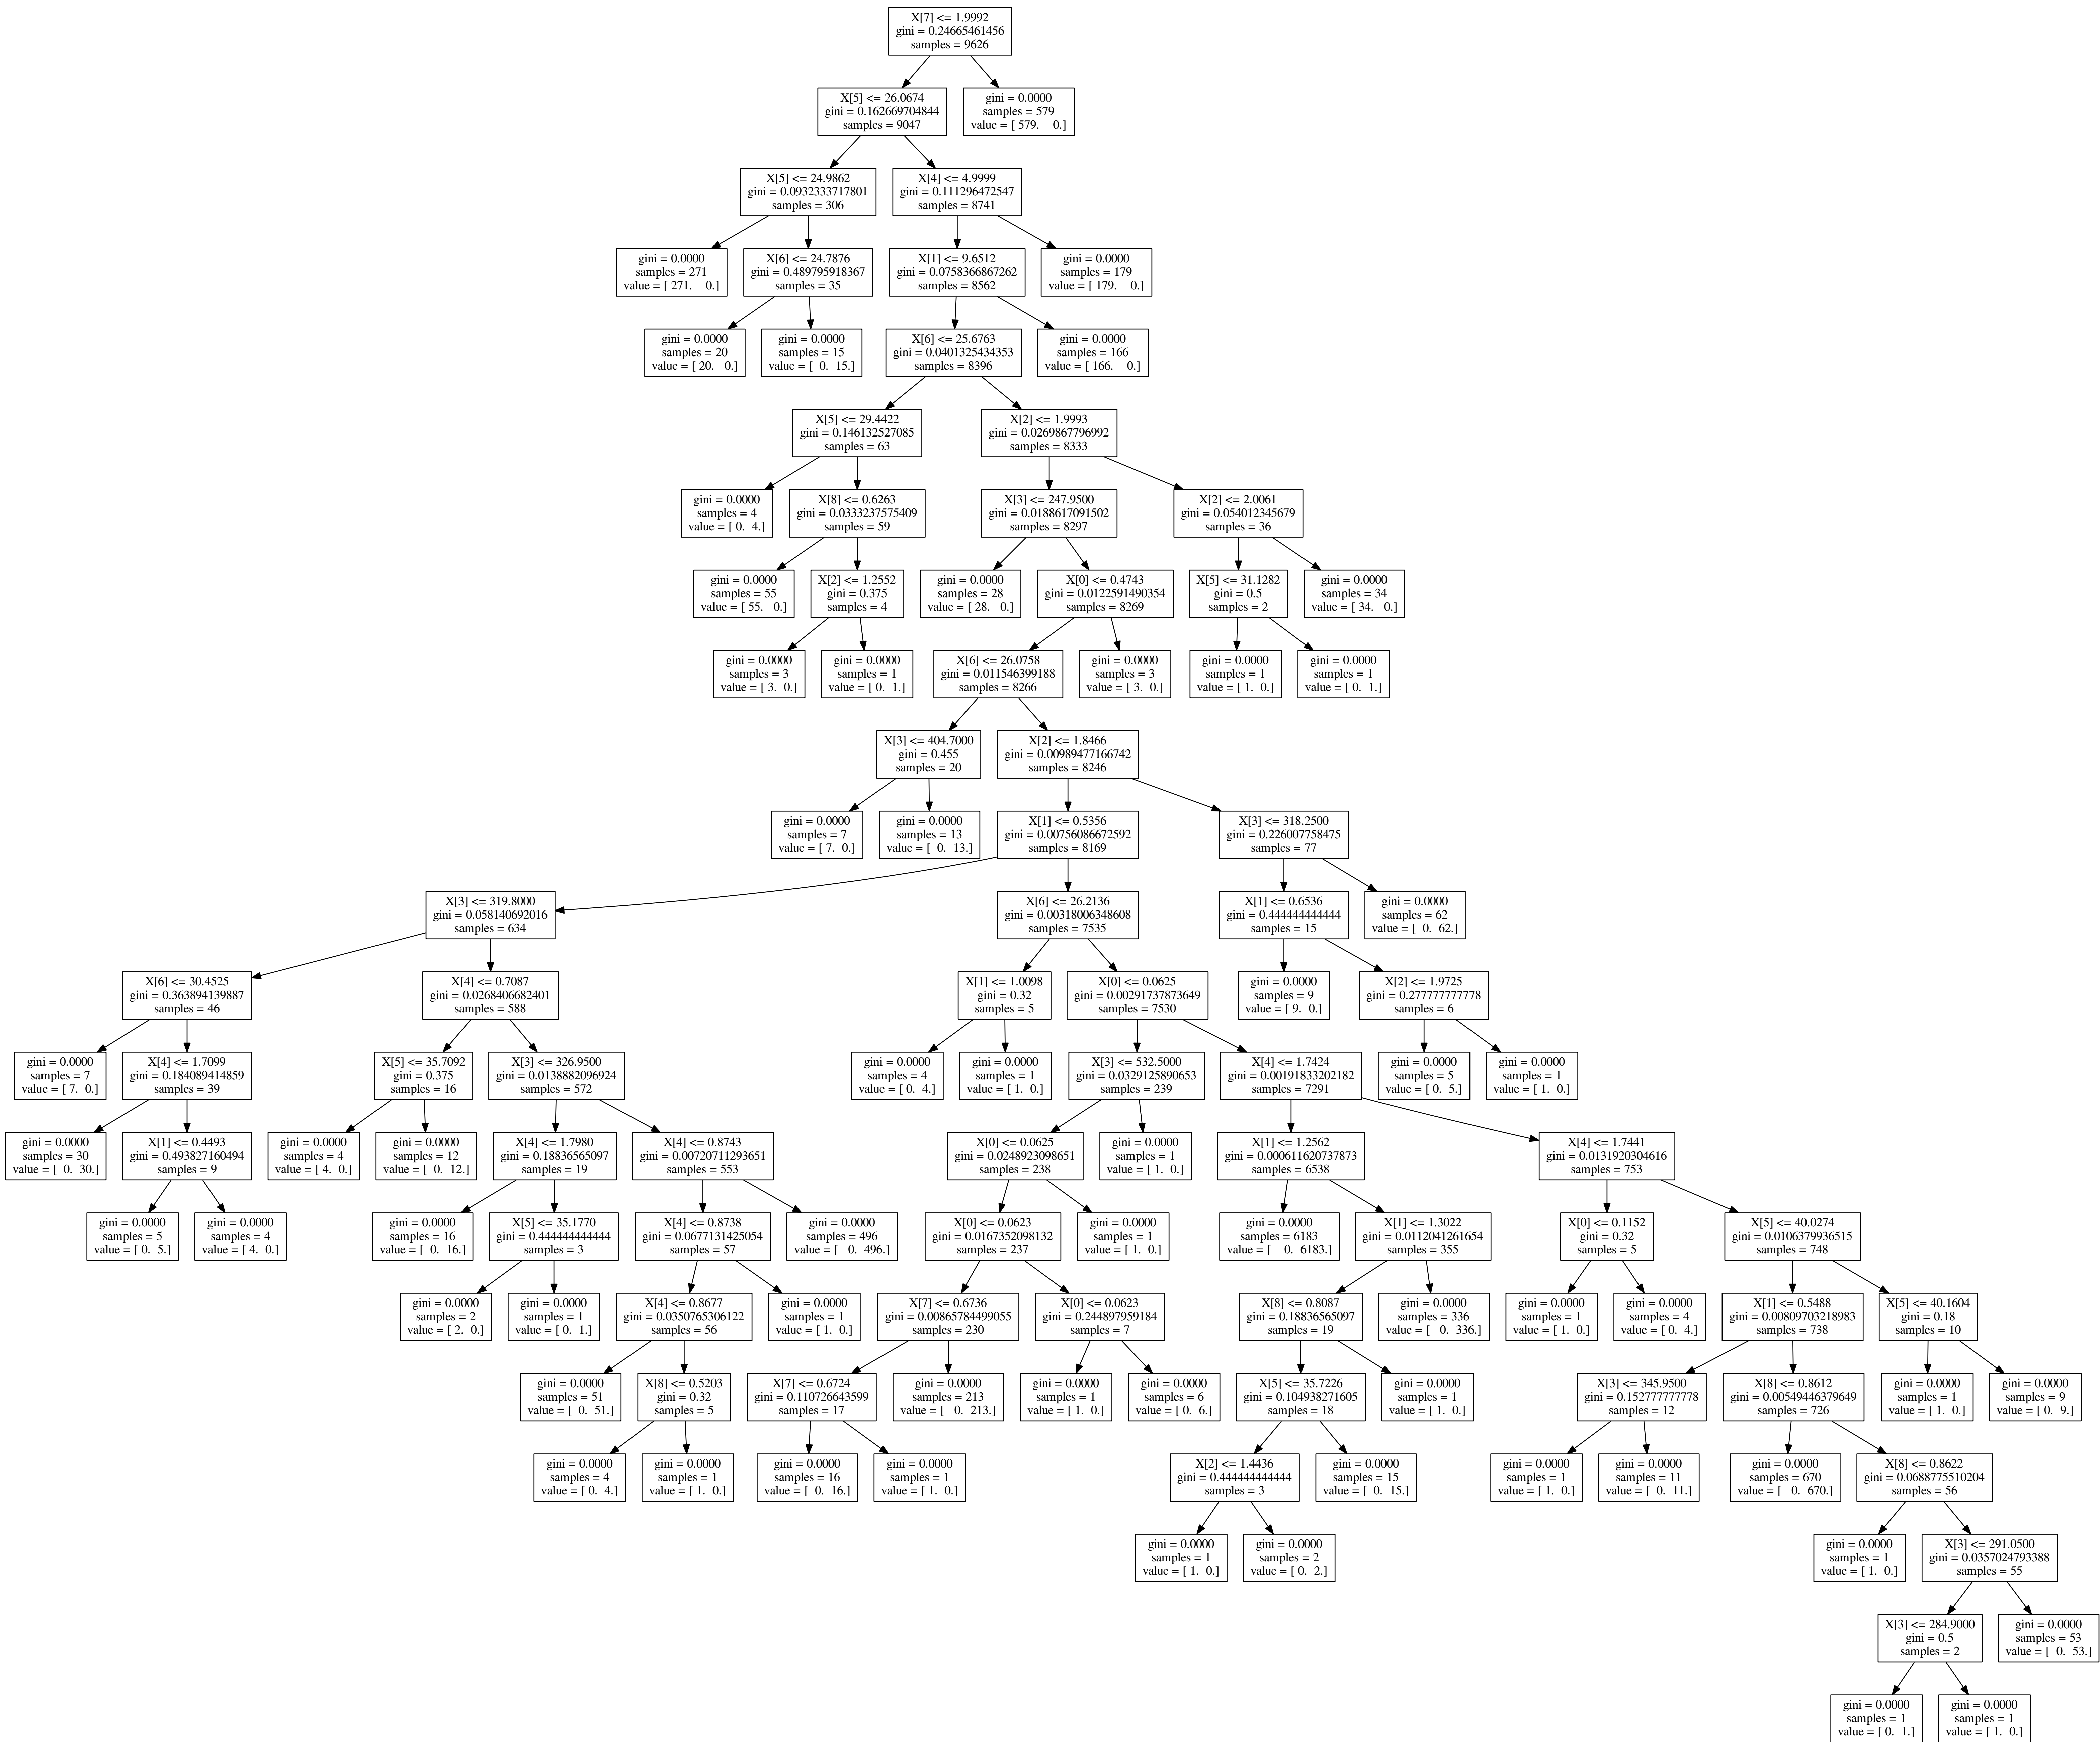 X[7] <= 1.9992
gini = 0.24665461456
samples = 9626
X[5] <= 26.0674
gini = 0.162669704844
samples = 9047
gini = 0.0000
samples = 579
value = [ 579. 0.]
X[5] <= 24.9862
gini = 0.0932333717801
samples = 306
X[4] <= 4.9999
gini = 0.111296472547
samples = 8741
gini = 0.0000
samples = 271
value = [ 271. 0.]
X[6] <= 24.7876
gini = 0.489795918367
samples = 35
X[1] <= 9.6512
gini = 0.0758366867262
samples = 8562
gini = 0.0000
samples = 179
value = [ 179. 0.]
gini = 0.0000
samples = 20
value = [ 20. 0.]
gini = 0.0000
samples = 15
value = [ 0. 15.]
X[6] <= 25.6763
gini = 0.0401325434353
samples = 8396
gini = 0.0000
samples = 166
value = [ 166. 0.]
X[5] <= 29.4422
gini = 0.146132527085
samples = 63
X[2] <= 1.9993
gini = 0.0269867796992
samples = 8333
gini = 0.0000
samples = 4
value = [ 0. 4.]
X[8] <= 0.6263
gini = 0.0333237575409
samples = 59
X[3] <= 247.9500
gini = 0.0188617091502
samples = 8297
X[2] <= 2.0061
gini = 0.054012345679
samples = 36
gini = 0.0000
samples = 55
value = [ 55. 0.]
X[2] <= 1.2552
gini = 0.375
samples = 4
gini = 0.0000
samples = 28
value = [ 28. 0.]
X[0] <= 0.4743
gini = 0.0122591490354
samples = 8269
X[5] <= 31.1282
gini = 0.5
samples = 2
gini = 0.0000
samples = 34
value = [ 34. 0.]
gini = 0.0000
samples = 3
value = [ 3. 0.]
gini = 0.0000
samples = 1
value = [ 0. 1.]
X[6] <= 26.0758
gini = 0.011546399188
samples = 8266
gini = 0.0000
samples = 3
value = [ 3. 0.]
gini = 0.0000
samples = 1
value = [ 1. 0.]
gini = 0.0000
samples = 1
value = [ 0. 1.]
X[3] <= 404.7000
gini = 0.455
samples = 20
X[2] <= 1.8466
gini = 0.00989477166742
samples = 8246
gini = 0.0000
samples = 7
value = [ 7. 0.]
gini = 0.0000
samples = 13
value = [ 0. 13.]
X[1] <= 0.5356
gini = 0.00756086672592
samples = 8169
X[3] <= 318.2500
gini = 0.226007758475
samples = 77
X[3] <= 319.8000
gini = 0.058140692016
samples = 634
X[6] <= 26.2136
gini = 0.00318006348608
samples = 7535
X[1] <= 0.6536
gini = 0.444444444444
samples = 15
gini = 0.0000
samples = 62
value = [ 0. 62.]
X[6] <= 30.4525
gini = 0.363894139887
samples = 46
X[4] <= 0.7087
gini = 0.0268406682401
samples = 588
X[1] <= 1.0098
gini = 0.32
samples = 5
X[0] <= 0.0625
gini = 0.00291737873649
samples = 7530
gini = 0.0000
samples = 9
value = [ 9. 0.]
X[2] <= 1.9725
gini = 0.277777777778
samples = 6
gini = 0.0000
samples = 7
value = [ 7. 0.]
X[4] <= 1.7099
gini = 0.184089414859
samples = 39
X[5] <= 35.7092
gini = 0.375
samples = 16
X[3] <= 326.9500
gini = 0.0138882096924
samples = 572
gini = 0.0000
samples = 4
value = [ 0. 4.]
gini = 0.0000
samples = 1
value = [ 1. 0.]
X[3] <= 532.5000
gini = 0.0329125890653
samples = 239
X[4] <= 1.7424
gini = 0.00191833202182
samples = 7291
gini = 0.0000
samples = 5
value = [ 0. 5.]
gini = 0.0000
samples = 1
value = [ 1. 0.]
gini = 0.0000
samples = 30
value = [ 0. 30.]
X[1] <= 0.4493
gini = 0.493827160494
samples = 9
gini = 0.0000
samples = 4
value = [ 4. 0.]
gini = 0.0000
samples = 12
value = [ 0. 12.]
X[4] <= 1.7980
gini = 0.18836565097
samples = 19
X[4] <= 0.8743
gini = 0.00720711293651
samples = 553
X[0] <= 0.0625
gini = 0.0248923098651
samples = 238
gini = 0.0000
samples = 1
value = [ 1. 0.]
X[1] <= 1.2562
gini = 0.000611620737873
samples = 6538
X[4] <= 1.7441
gini = 0.0131920304616
samples = 753
gini = 0.0000
samples = 5
value = [ 0. 5.]
gini = 0.0000
samples = 4
value = [ 4. 0.]
gini = 0.0000
samples = 16
value = [ 0. 16.]
X[5] <= 35.1770
gini = 0.444444444444
samples = 3
X[4] <= 0.8738
gini = 0.0677131425054
samples = 57
gini = 0.0000
samples = 496
value = [ 0. 496.]
X[0] <= 0.0623
gini = 0.0167352098132
samples = 237
gini = 0.0000
samples = 1
value = [ 1. 0.]
gini = 0.0000
samples = 6183
value = [ 0. 6183.]
X[1] <= 1.3022
gini = 0.0112041261654
samples = 355
X[0] <= 0.1152
gini = 0.32
samples = 5
X[5] <= 40.0274
gini = 0.0106379936515
samples = 748
gini = 0.0000
samples = 2
value = [ 2. 0.]
gini = 0.0000
samples = 1
value = [ 0. 1.]
X[4] <= 0.8677
gini = 0.0350765306122
samples = 56
gini = 0.0000
samples = 1
value = [ 1. 0.]
X[7] <= 0.6736
gini = 0.00865784499055
samples = 230
X[0] <= 0.0623
gini = 0.244897959184
samples = 7
X[8] <= 0.8087
gini = 0.18836565097
samples = 19
gini = 0.0000
samples = 336
value = [ 0. 336.]
gini = 0.0000
samples = 1
value = [ 1. 0.]
gini = 0.0000
samples = 4
value = [ 0. 4.]
X[1] <= 0.5488
gini = 0.00809703218983
samples = 738
X[5] <= 40.1604
gini = 0.18
samples = 10
gini = 0.0000
samples = 51
value = [ 0. 51.]
X[8] <= 0.5203
gini = 0.32
samples = 5
X[7] <= 0.6724
gini = 0.110726643599
samples = 17
gini = 0.0000
samples = 213
value = [ 0. 213.]
gini = 0.0000
samples = 1
value = [ 1. 0.]
gini = 0.0000
samples = 6
value = [ 0. 6.]
X[5] <= 35.7226
gini = 0.104938271605
samples = 18
gini = 0.0000
samples = 1
value = [ 1. 0.]
X[3] <= 345.9500
gini = 0.152777777778
samples = 12
X[8] <= 0.8612
gini = 0.00549446379649
samples = 726
gini = 0.0000
samples = 1
value = [ 1. 0.]
gini = 0.0000
samples = 9
value = [ 0. 9.]
gini = 0.0000
samples = 4
value = [ 0. 4.]
gini = 0.0000
samples = 1
value = [ 1. 0.]
gini = 0.0000
samples = 16
value = [ 0. 16.]
gini = 0.0000
samples = 1
value = [ 1. 0.]
X[2] <= 1.4436
gini = 0.444444444444
samples = 3
gini = 0.0000
samples = 15
value = [ 0. 15.]
gini = 0.0000
samples = 1
value = [ 1. 0.]
gini = 0.0000
samples = 11
value = [ 0. 11.]
gini = 0.0000
samples = 670
value = [ 0. 670.]
X[8] <= 0.8622
gini = 0.0688775510204
samples = 56
gini = 0.0000
samples = 1
value = [ 1. 0.]
gini = 0.0000
samples = 2
value = [ 0. 2.]
gini = 0.0000
samples = 1
value = [ 1. 0.]
X[3] <= 291.0500
gini = 0.0357024793388
samples = 55
X[3] <= 284.9000
gini = 0.5
samples = 2
gini = 0.0000
samples = 53
value = [ 0. 53.]
gini = 0.0000
samples = 1
value = [ 0. 1.]
gini = 0.0000
samples = 1
value = [ 1. 0.]